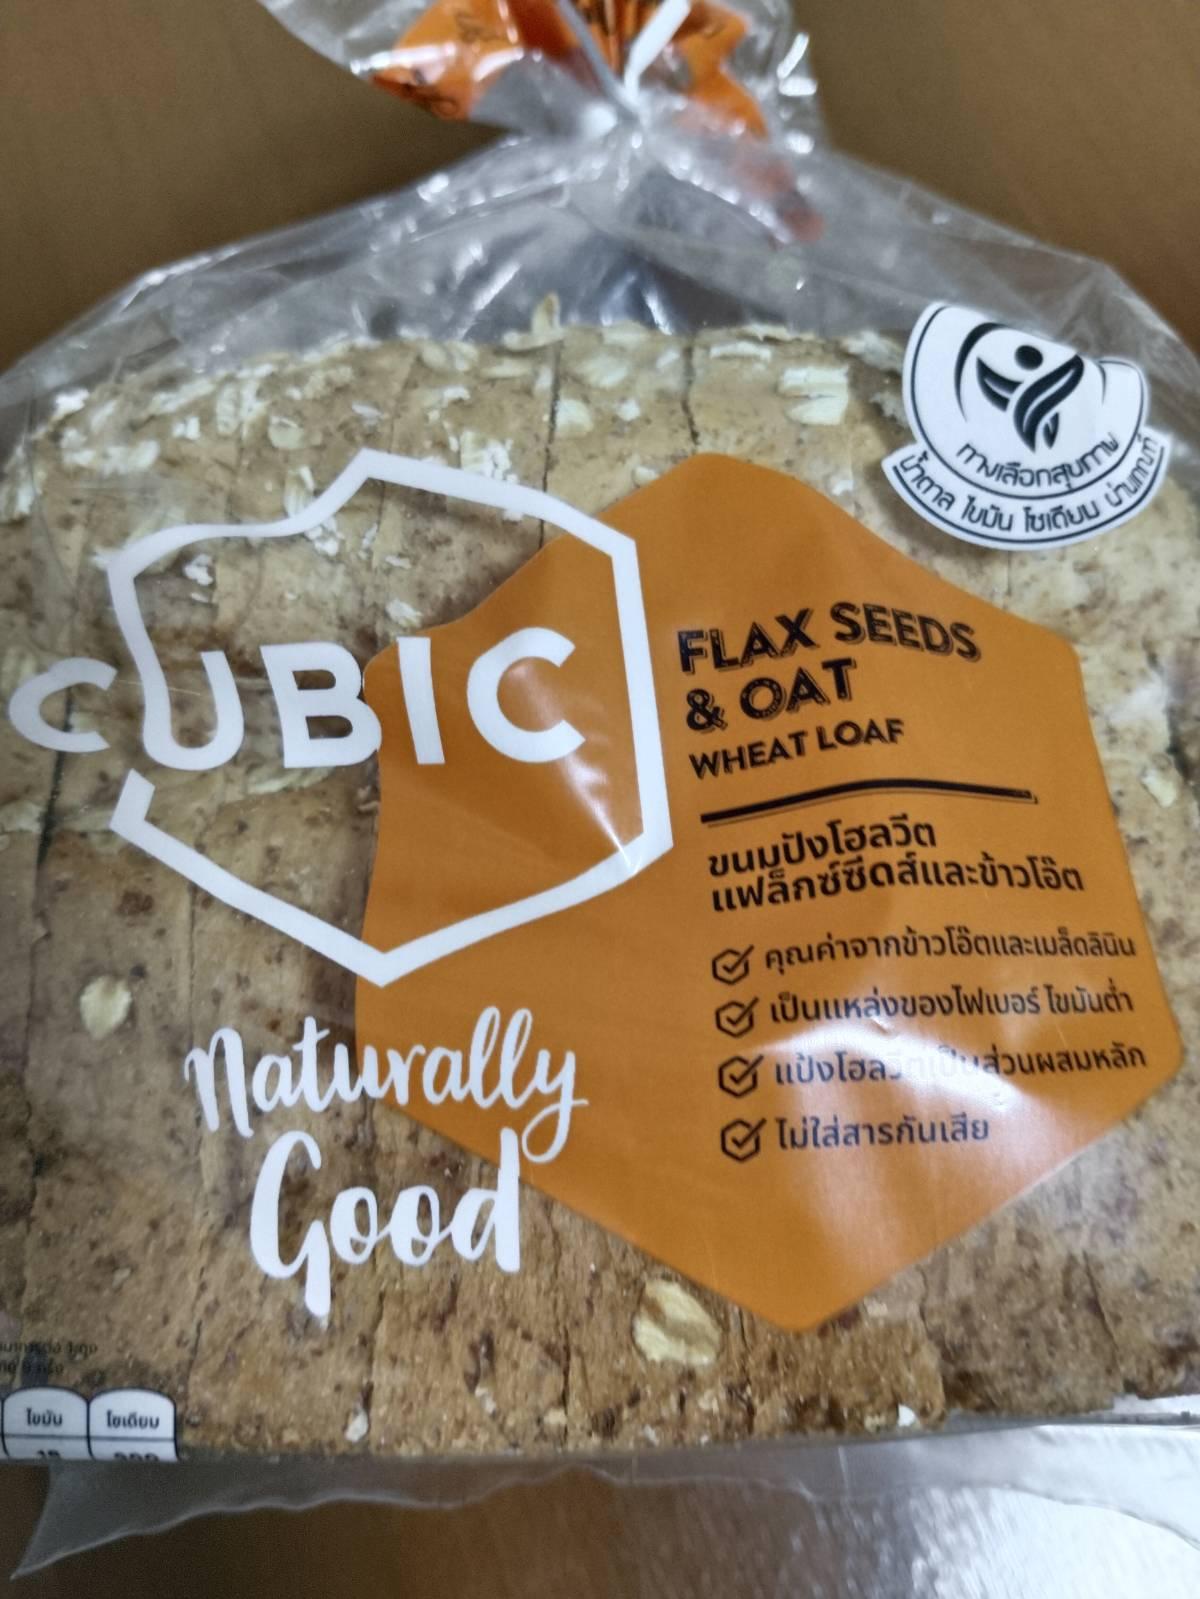 ทางเลือกสุขภาพ
น้ำตาล ไขมัน โซเดียม
CUBIC
FLAX SEEDS
& OAT
WHEAT LOAF
ขนมปังโฮลวีต
แฟล็กซ์ซีดส์และข้าวโอ๊ต
คุณค่าจากข้าวโอ๊ตและเมล็ดลินิน
เป็นแหล่งของไฟเบอร์ ไขมันต่ำ
แป้งโฮลวีตเป็นส่วนผสมหลัก
ไม่ใส่สารกันเสีย
Naturally
Good
ไขมัน โซเดียม